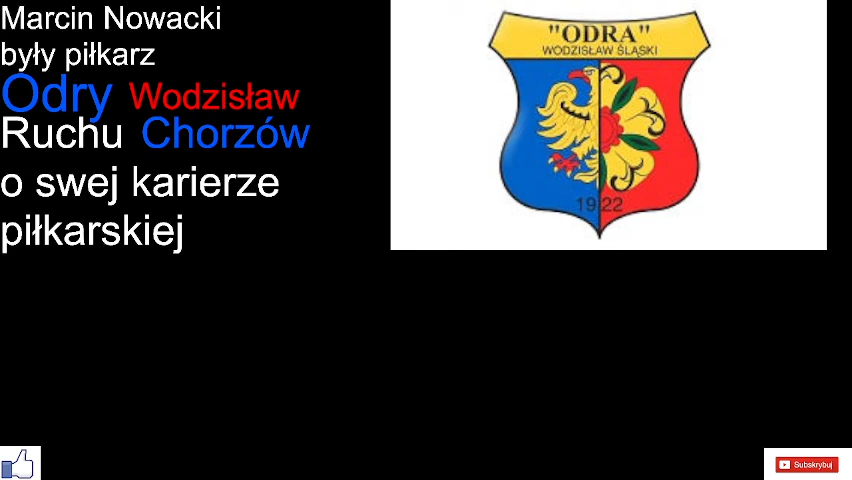 Marcin Nowacki
były piłkarz
Odry Wodzisław
Ruchu Chorzów
o swej karierze
piłkarskiej
"ODRA"
WODZISŁAW ŚLĄSKI
1922
Subskrybuj